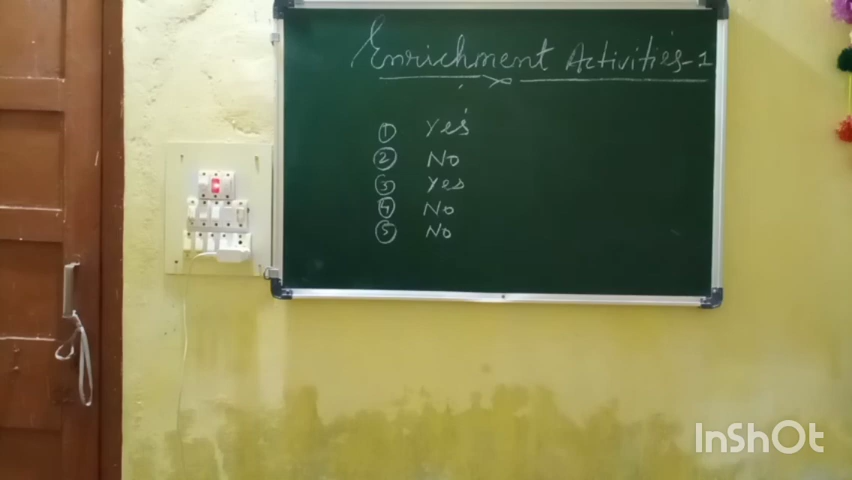 Enrichment Activities-1
① Yes
② No
③ Yes
④ No
⑤ No
InShOt